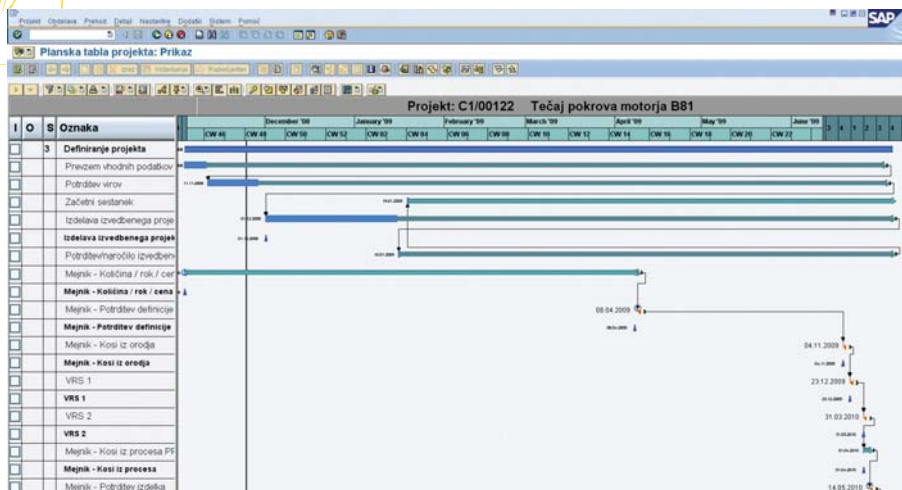 Projekt Obdelava Prehod Detajl Nastavitve Dodatki Sistem Pomoč
SAP
Planska tabla projekta: Prikaz
Projekt: C1/00122 Tečaj pokrova motorja B81
I O S Oznaka
December '08 January '09 February '09 March '09 April '09 May '09 June '09
CW 46 CW 48 CW 50 CW 52 CW 02 CW 04 CW 06 CW 08 CW 10 CW 12 CW 14 CW 16 CW 18 CW 20 CW 22
3 4 1 2 3 4
3 Definiranje projekta
Prevzem vhodnih podatkov
Potrditev virov
Začetni sestanek
Izdelava izvedbenega proje
Izdelava izvedbenega projek
Potrditev/naročilo izvedben
Mejnik - Količina / rok / cer
Mejnik - Količina / rok / cena
Mejnik - Potrditev definicije 08.04.2009
Mejnik - Potrditev definicije
Mejnik - Kosi iz orodja 04.11.2009
Mejnik - Kosi iz orodja
VRS 1 23.12.2009
VRS 1
VRS 2 31.03.2010
VRS 2
Mejnik - Kosi iz procesa PF
Mejnik - Kosi iz procesa
Mejnik - Potrditev izdelka 14.05.2010